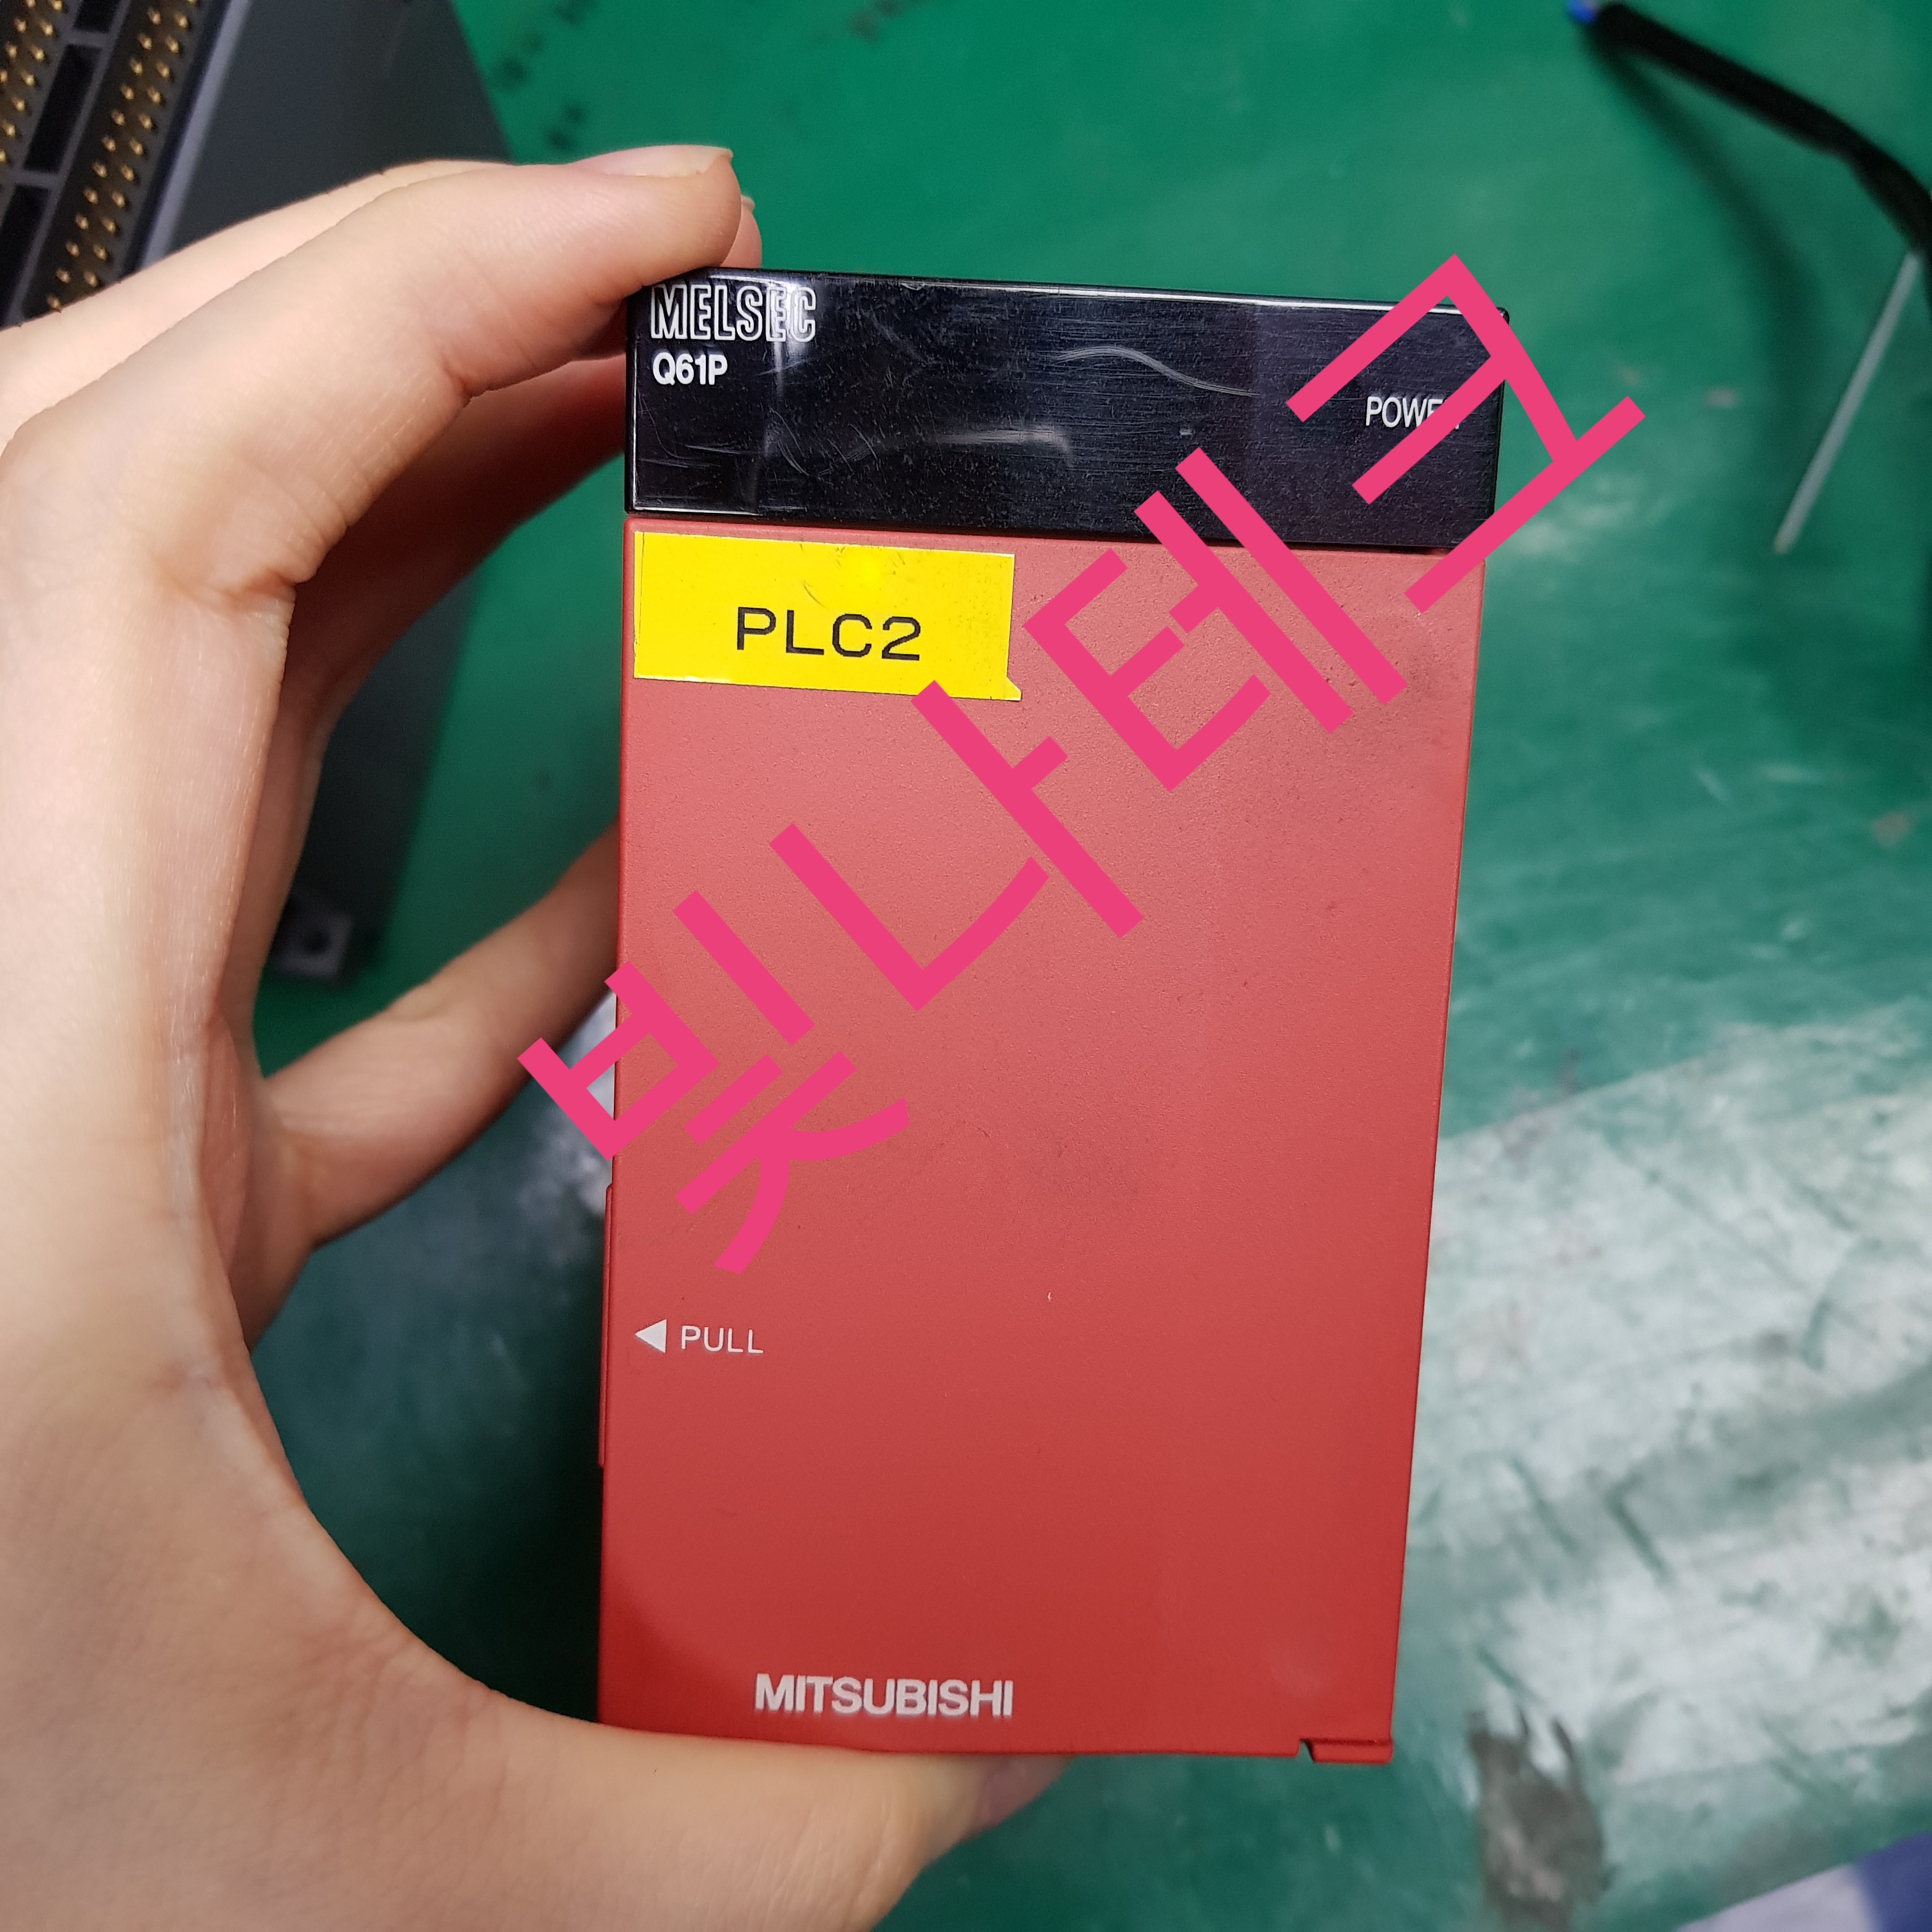 MELSEC
Q61P
POWER
PLC2
빛나테크
PULL
MITSUBISHI